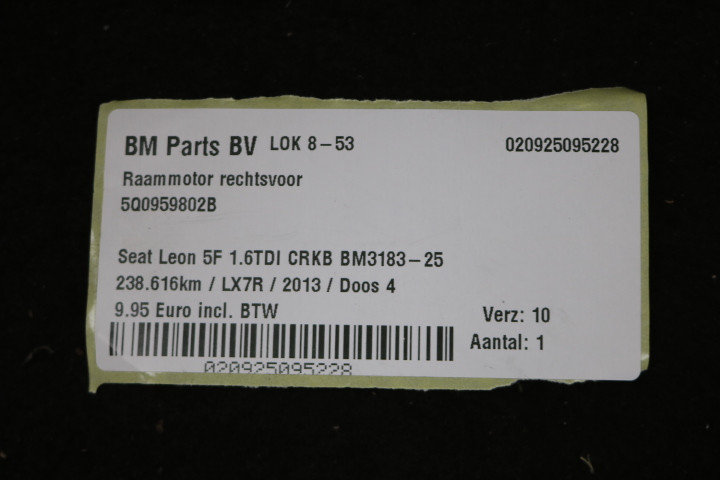 BM Parts BV LOK 8-53 020925095228
Raammotor rechtsvoor
5Q0959802B
Seat Leon 5F 1.6TDI CRKB BM3183-25
238.616km / LX7R / 2013 / Doos 4
9.95 Euro incl. BTW Verz: 10
Aantal: 1
020925095228